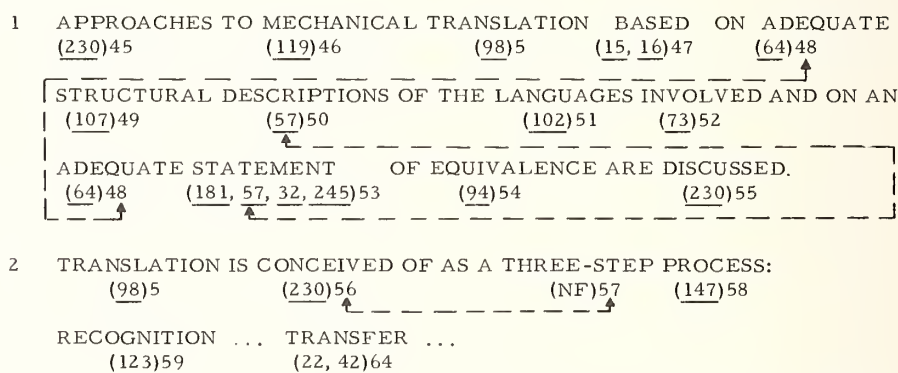 1 APPROACHES TO MECHANICAL TRANSLATION BASED ON ADEQUATE
(230)45 (119)46 (98)5 (15, 16)47 (64)48
STRUCTURAL DESCRIPTIONS OF THE LANGUAGES INVOLVED AND ON AN
(107)49 (57)50 (102)51 (73)52
ADEQUATE STATEMENT OF EQUIVALENCE ARE DISCUSSED.
(64)48 (181, 57, 32, 245)53 (94)54 (230)55
2 TRANSLATION IS CONCEIVED OF AS A THREE-STEP PROCESS:
(98)5 (230)56 (NF)57 (147)58
RECOGNITION ... TRANSFER ...
(123)59 (22, 42)64